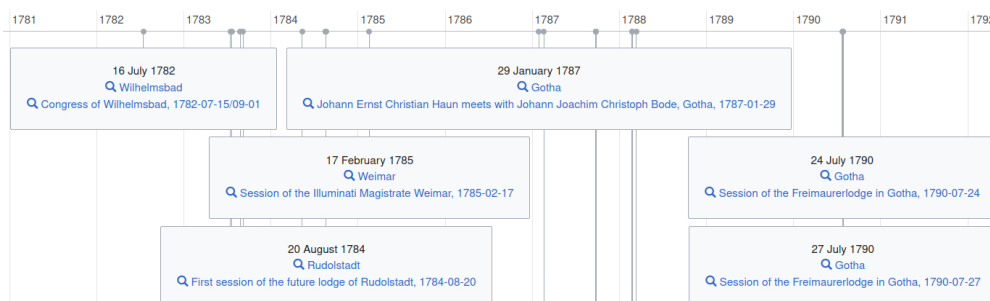 1781 1782 1783 1784 1785 1786 1787 1788 1789 1790 1791 1792
16 July 1782
Wilhelmsbad
Congress of Wilhelmsbad, 1782-07-15/09-01
29 January 1787
Gotha
Johann Ernst Christian Haun meets with Johann Joachim Christoph Bode, Gotha, 1787-01-29
17 February 1785
Weimar
Session of the Illuminati Magistrate Weimar, 1785-02-17
24 July 1790
Gotha
Session of the Freimaurerlodge in Gotha, 1790-07-24
20 August 1784
Rudolstadt
First session of the future lodge of Rudolstadt, 1784-08-20
27 July 1790
Gotha
Session of the Freimaurerlodge in Gotha, 1790-07-27